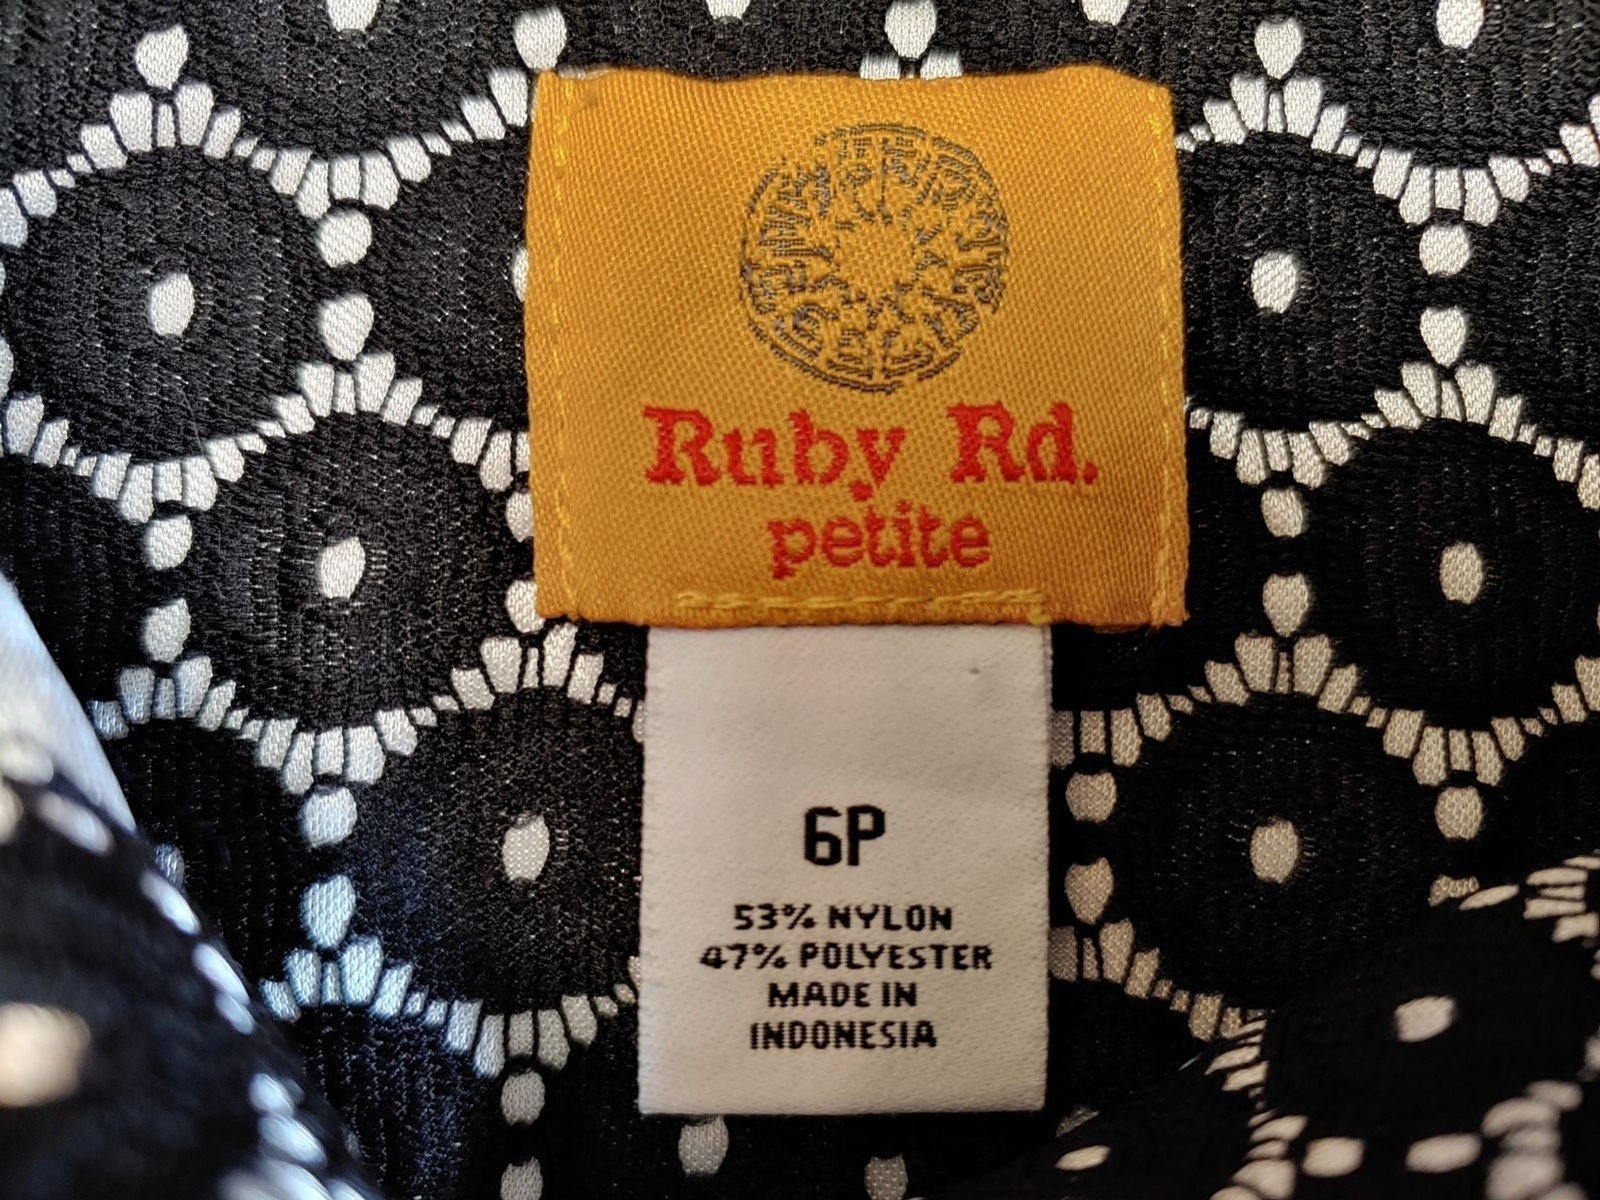 Ruby Rd.
petite
6P
53% NYLON
47% POLYESTER
MADE IN
INDONESIA